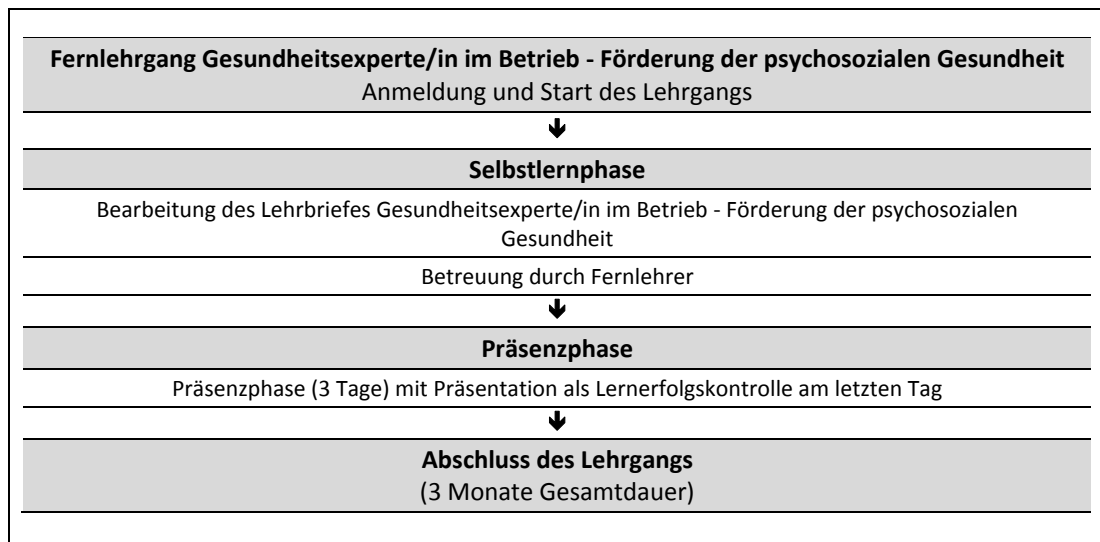 Fernlehrgang Gesundheitsexperte/in im Betrieb - Förderung der psychosozialen Gesundheit
Anmeldung und Start des Lehrgangs
Selbstlernphase
Bearbeitung des Lehrbriefes Gesundheitsexperte/in im Betrieb - Förderung der psychosozialen
Gesundheit
Betreuung durch Fernlehrer
Präsenzphase
Präsenzphase (3 Tage) mit Präsentation als Lernerfolgskontrolle am letzten Tag
Abschluss des Lehrgangs
(3 Monate Gesamtdauer)